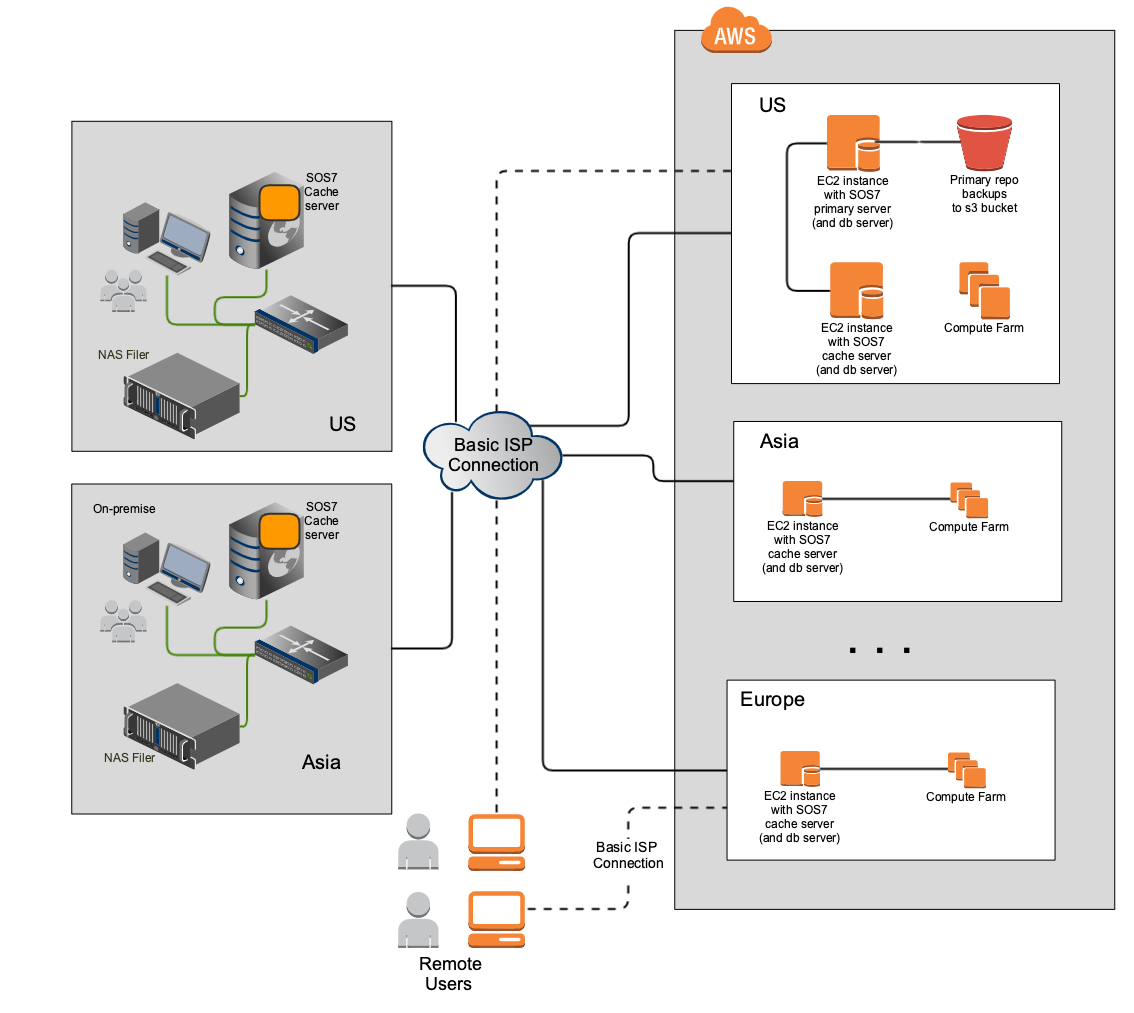 AWS
US
EC2 instance
with SOS7
primary server
(and db server)
Primary repo
backups
to s3 bucket
EC2 instance
with SOS7
cache server
(and db server)
Compute Farm
SOS7
Cache
server
NAS Filer
US
Basic ISP
Connection
Asia
EC2 instance
with SOS7
cache server
(and db server)
Compute Farm
On-premise
SOS7
Cache
server
NAS Filer
Asia
. . .
Europe
EC2 instance
with SOS7
cache server
(and db server)
Compute Farm
Basic ISP
Connection
Remote
Users